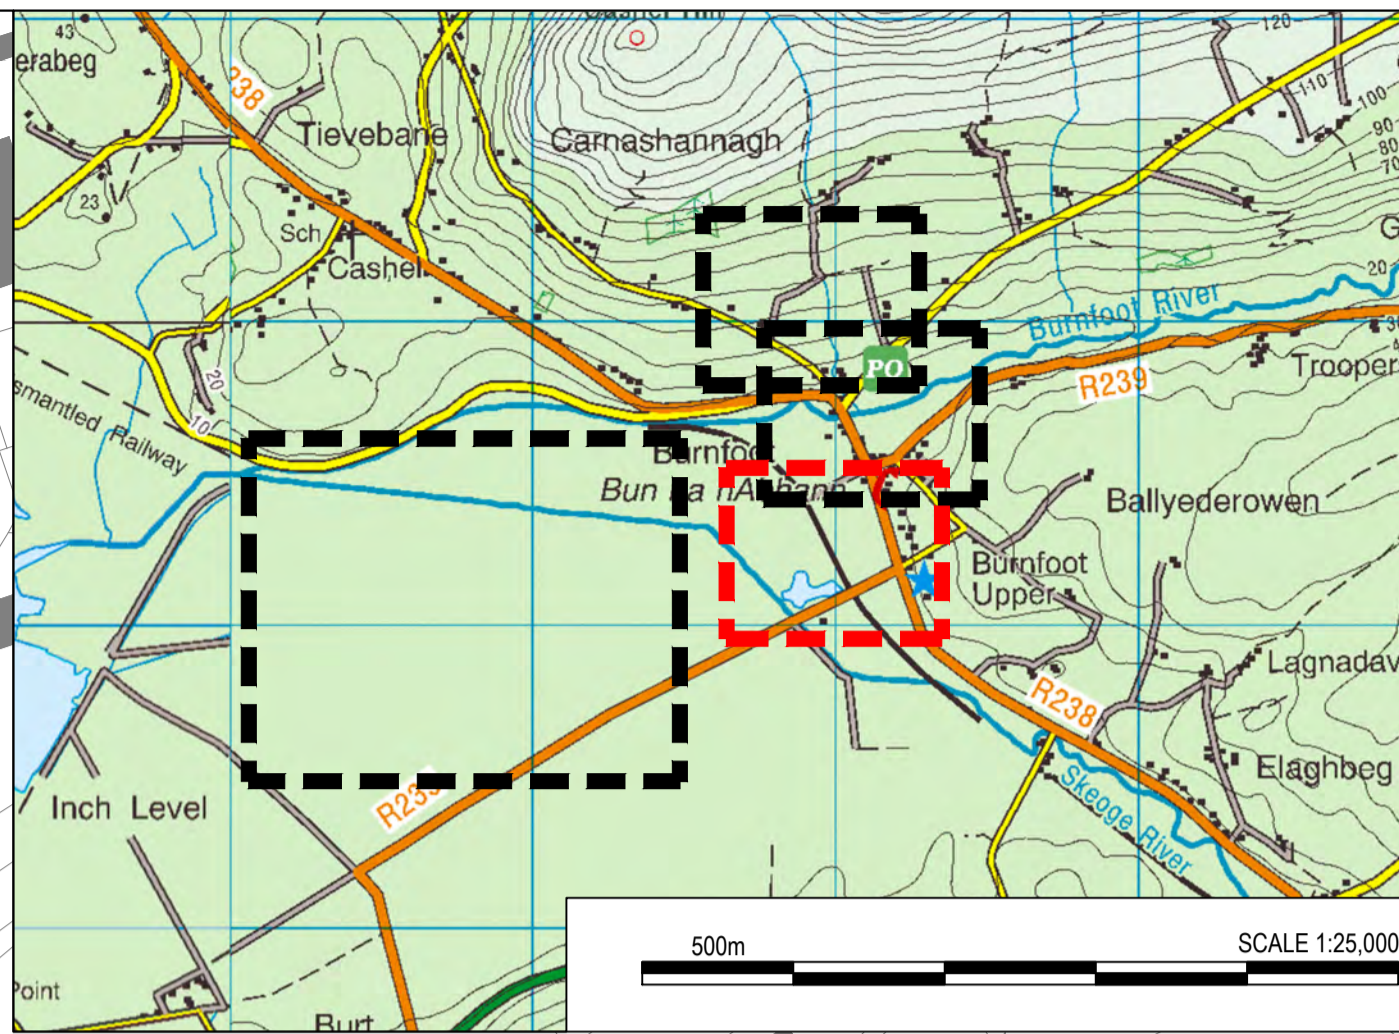 43
erabeg
238
Tievebane
Carnashannagh
120
110
100
90
80
70
23
Sch
Cashel
G
20
Burnfoot River
PO
R239
Trooper
20
10
smantled Railway
Burnfoot
Bun na hAbhann
Ballyederowen
Burnfoot
Upper
Lagnadav
R238
Elaghbeg
Skeoge River
Inch Level
R239
500m
SCALE 1:25,000
Point
Burt